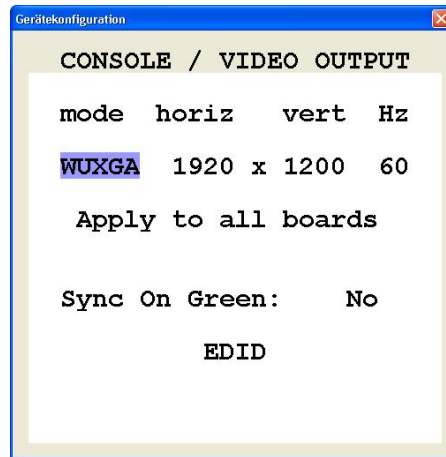 Gerätekonfiguration
CONSOLE / VIDEO OUTPUT
mode horiz vert Hz
WUXGA 1920 x 1200 60
Apply to all boards
Sync On Green: No
EDID